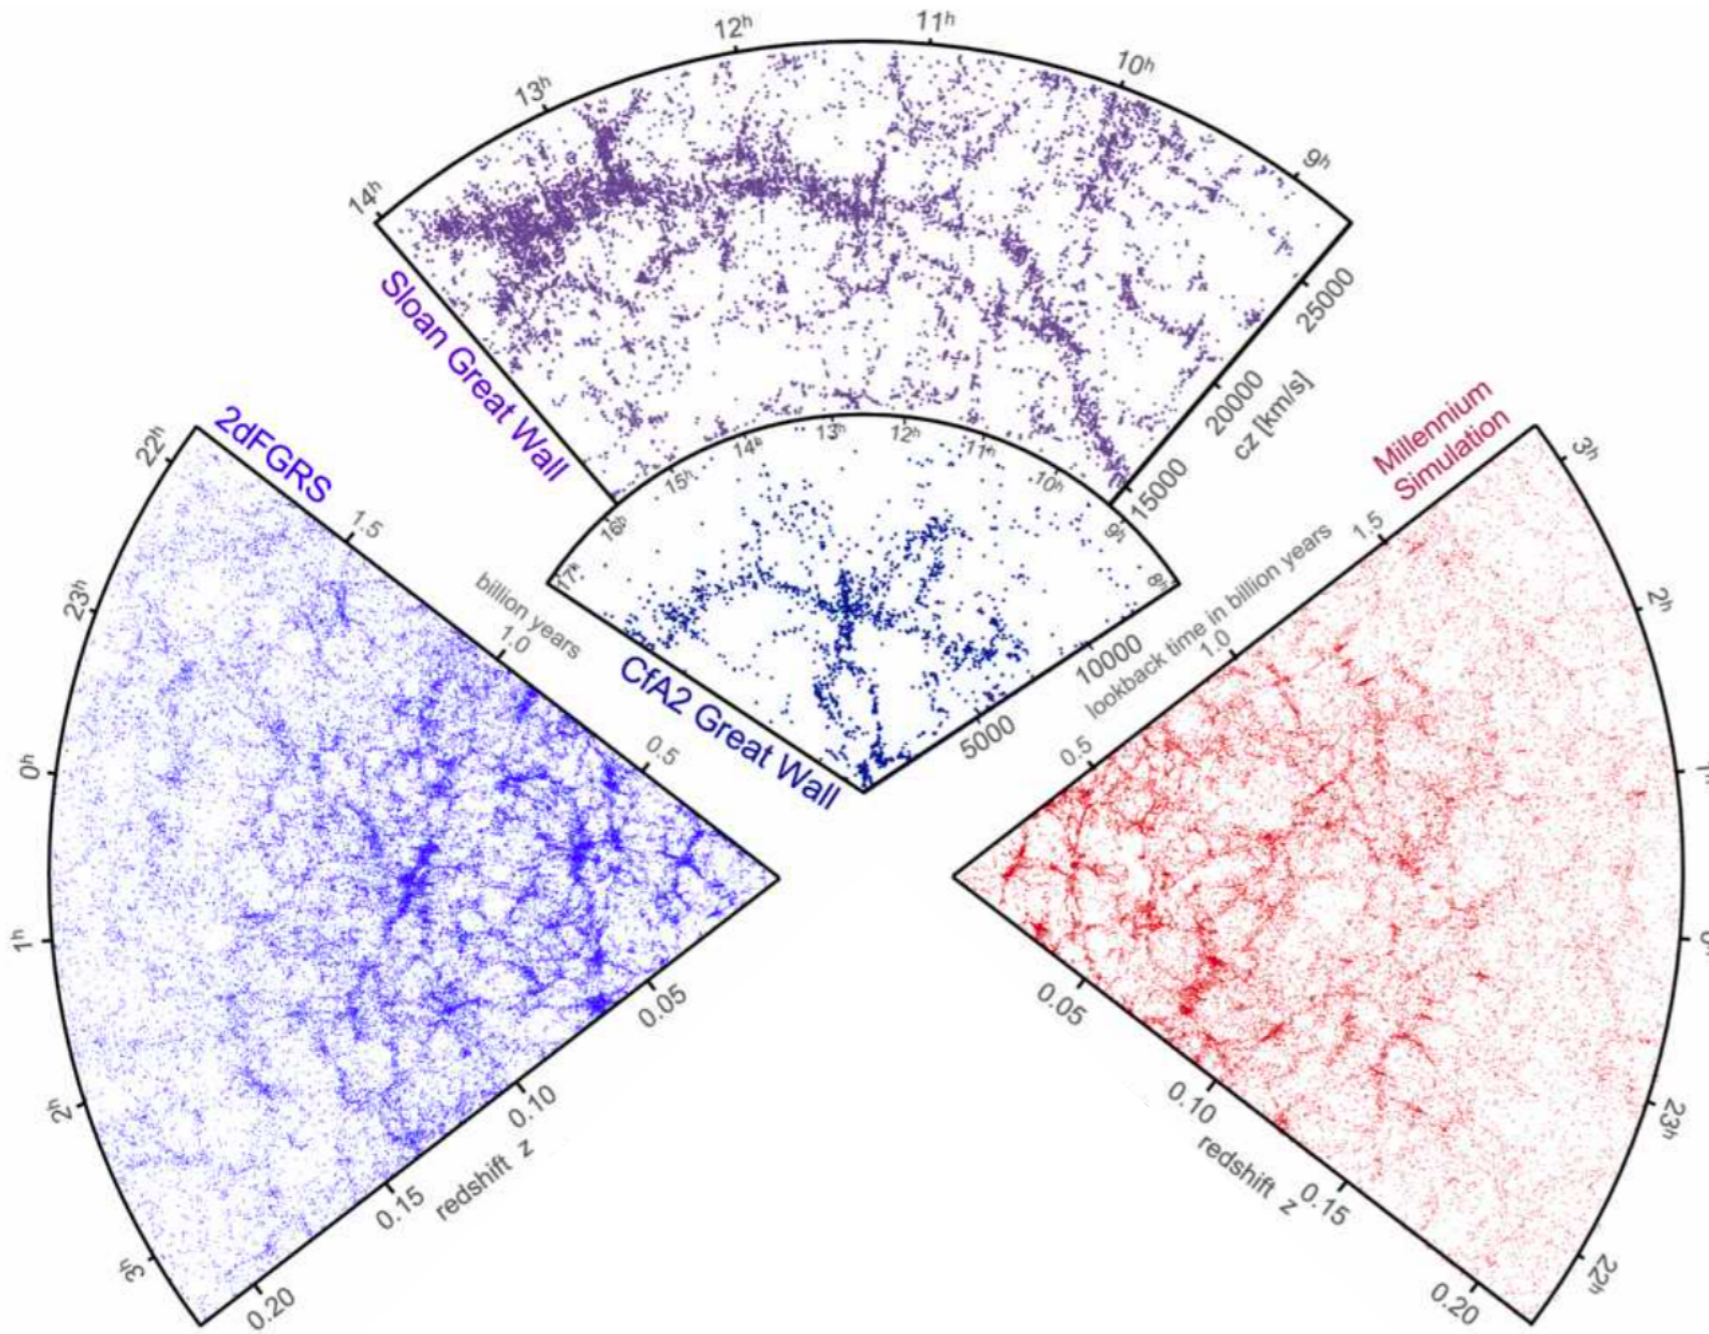 14ʰ
13ʰ
12ʰ
11ʰ
10ʰ
9ʰ
Sloan Great Wall
25000
20000
15000
cz [km/s]
17ʰ
16ʰ
15ʰ
14ʰ
13ʰ
12ʰ
11ʰ
10ʰ
9ʰ
8ʰ
CfA2 Great Wall
10000
5000
2dFGRS
22ʰ
23ʰ
0ʰ
1ʰ
2ʰ
3ʰ
1.5
1.0
0.5
billion years
0.05
0.10
0.15
0.20
redshift z
Millennium
Simulation
3ʰ
2ʰ
23ʰ
22ʰ
1.5
1.0
0.5
lookback time in billion years
0.05
0.10
0.15
0.20
redshift z